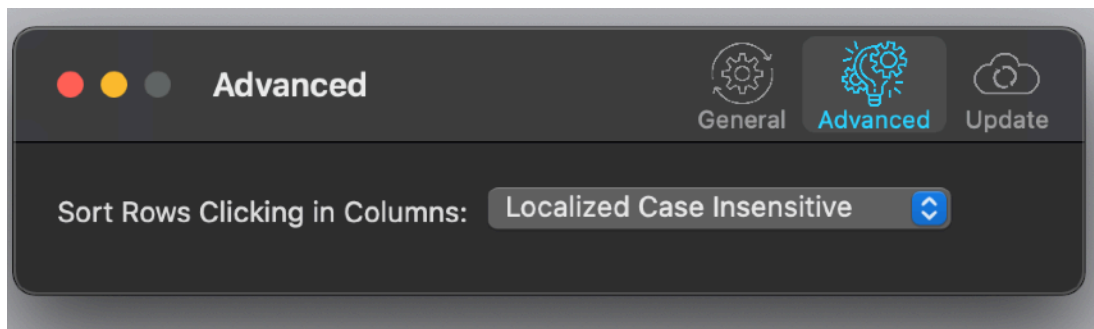 Advanced
General
Advanced
Update
Sort Rows Clicking in Columns:
Localized Case Insensitive